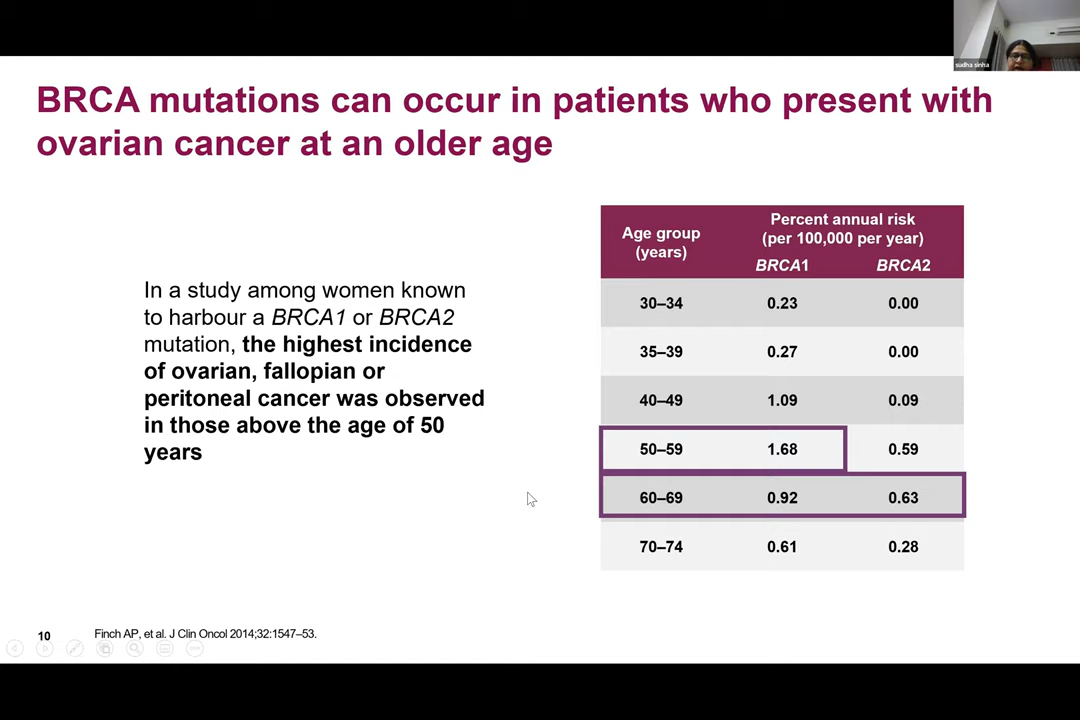 sudha sinha
BRCA mutations can occur in patients who present with
ovarian cancer at an older age
In a study among women known
to harbour a BRCA1 or BRCA2
mutation, the highest incidence
of ovarian, fallopian or
peritoneal cancer was observed
in those above the age of 50
years
Age group
(years)
Percent annual risk
(per 100,000 per year)
BRCA1 BRCA2
30–34 0.23 0.00
35–39 0.27 0.00
40–49 1.09 0.09
50–59 1.68 0.59
60–69 0.92 0.63
70–74 0.61 0.28
10 Finch AP, et al. J Clin Oncol 2014;32:1547–53.